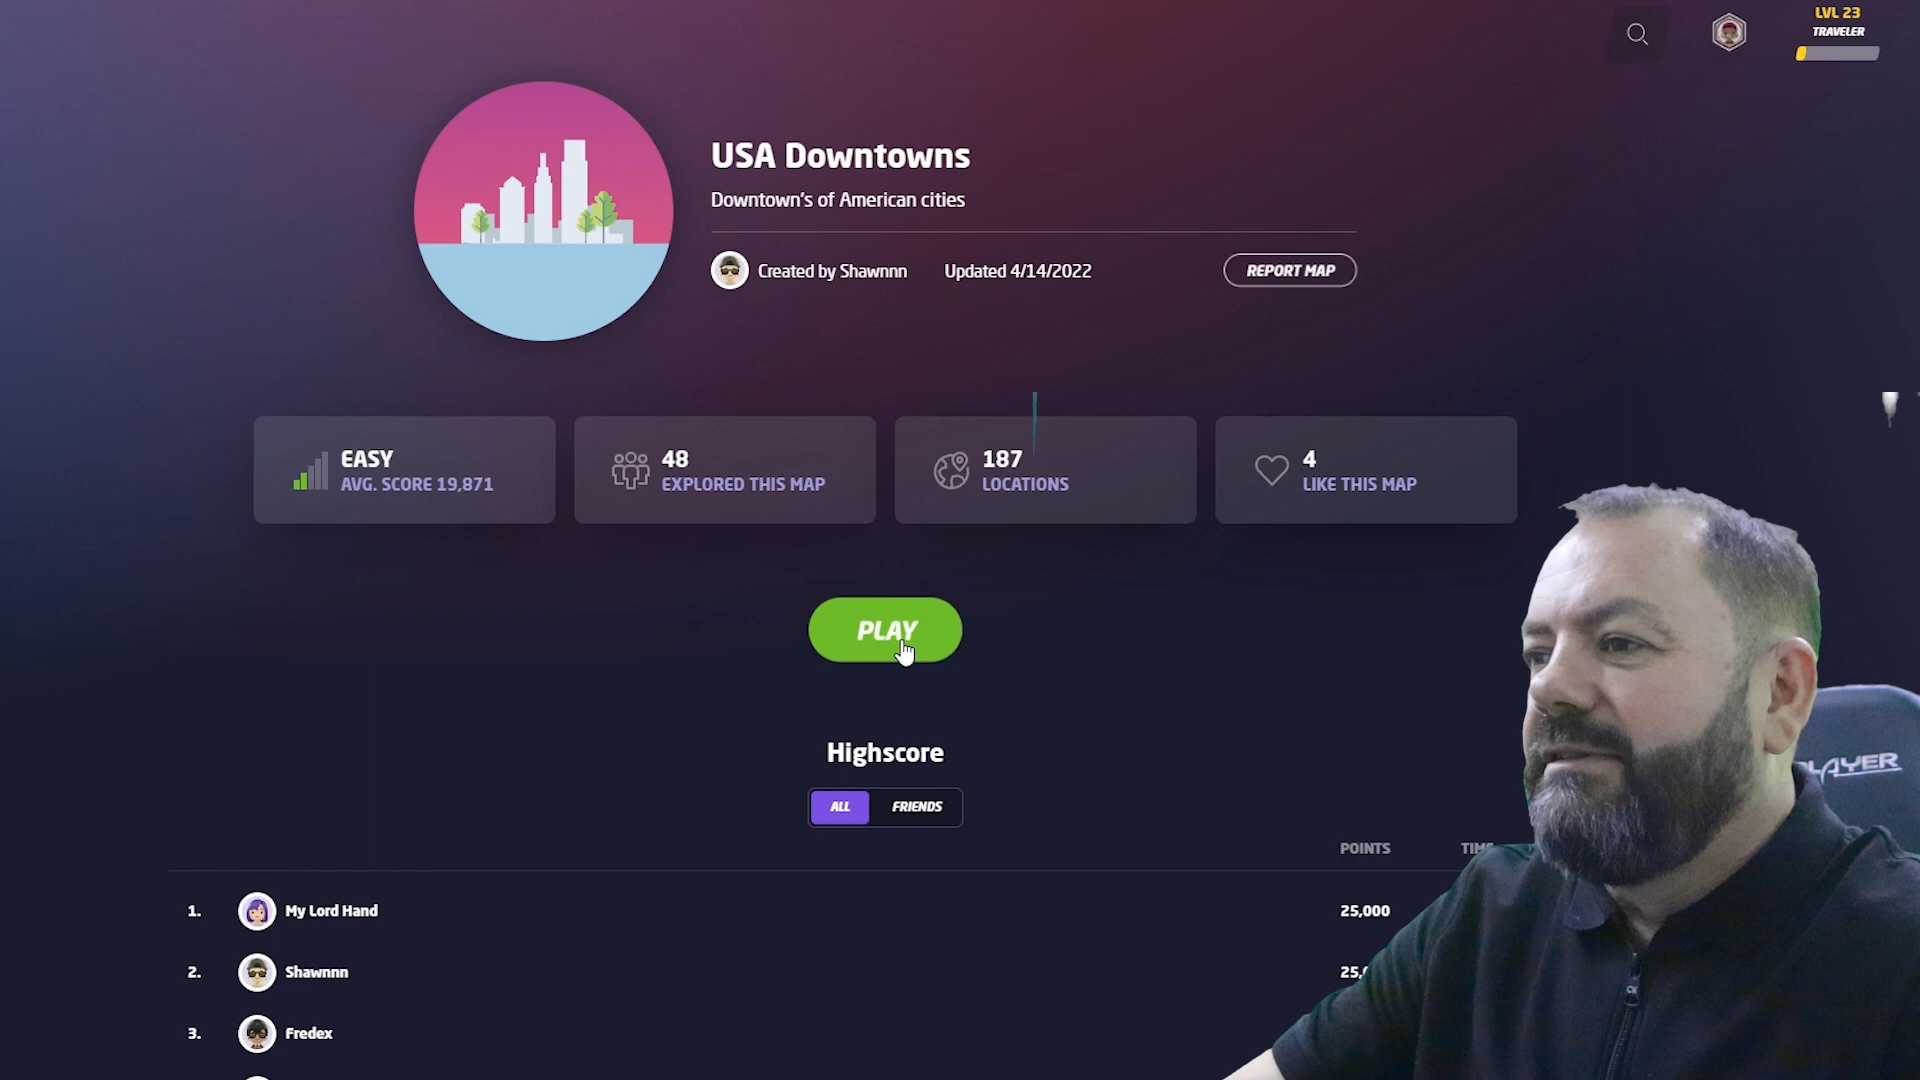 LVL 23
TRAVELER
USA Downtowns
Downtown's of American cities
Created by Shawnnn
Updated 4/14/2022
REPORT MAP
EASY
AVG. SCORE 19,871
48
EXPLORED THIS MAP
187
LOCATIONS
4
LIKE THIS MAP
PLAY
Highscore
ALL
FRIENDS
POINTS
1.
My Lord Hand
25,000
2.
Shawnnn
3.
Fredex